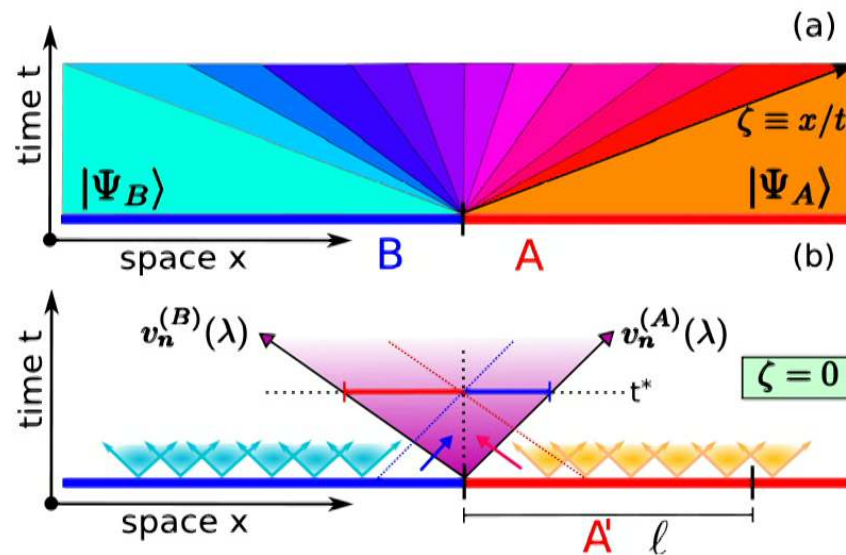 (a)
time t
ζ ≡ x/t
|Ψ_B⟩
|Ψ_A⟩
space x
B
A
(b)
time t
v_n^{(B)}(λ)
v_n^{(A)}(λ)
ζ = 0
t*
space x
A' ℓ